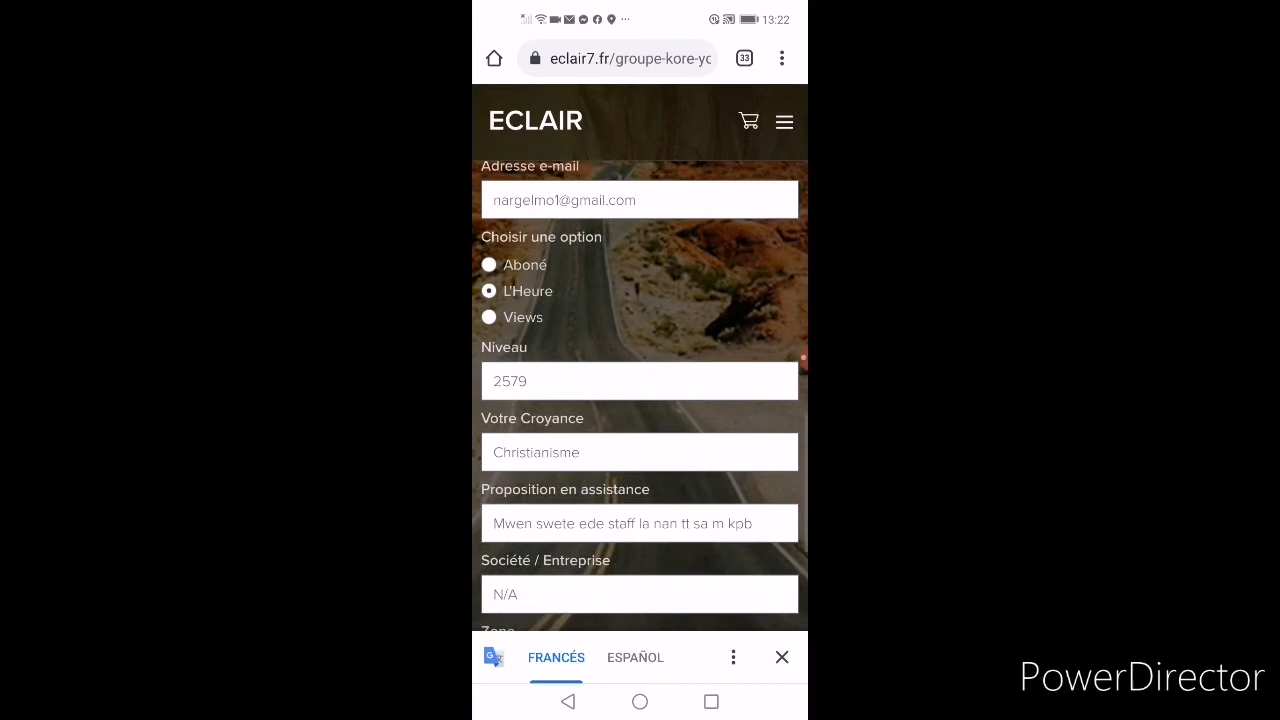 13:22
eclair7.fr/groupe-kore-yc
33
ECLAIR
Adresse e-mail
nargelmo1@gmail.com
Choisir une option
Aboné
L'Heure
Views
Niveau
2579
Votre Croyance
Christianisme
Proposition en assistance
Mwen swete ede staff la nan tt sa m kpb
Société / Entreprise
N/A
FRANCÉS ESPAÑOL
PowerDirector